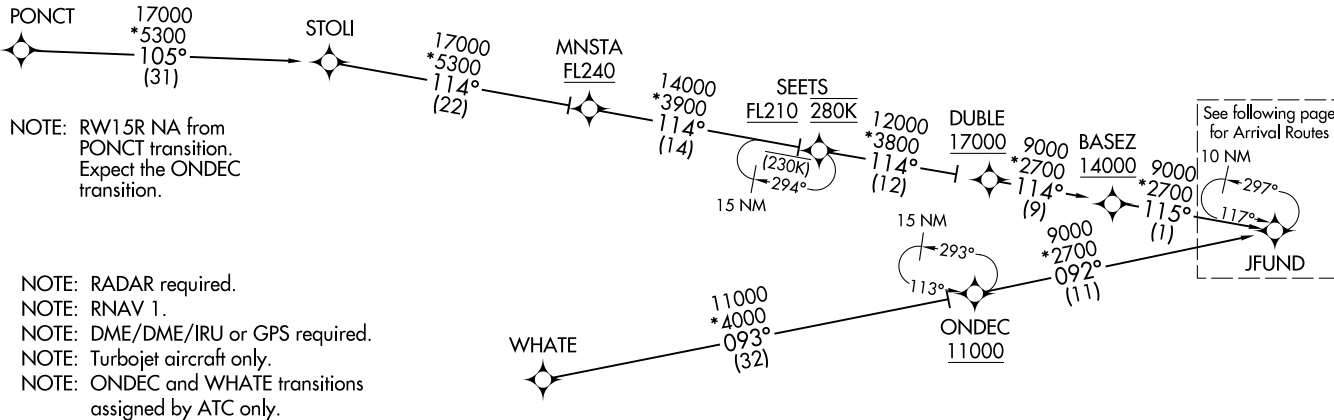 PONCT
17000
*5300
105°
(31)
STOLI
17000
*5300
114°
(22)
MNSTA
FL240
14000
*3900
114°
(14)
SEETS
FL210 280K
(230K)
294°
15 NM
12000
*3800
114°
(12)
DUBLE
17000
9000
*2700
114°
(9)
BASEZ
14000
9000
*2700
115°
(1)
See following page
for Arrival Routes
10 NM
297°
117°
JFUND
NOTE: RW15R NA from
PONCT transition.
Expect the ONDEC
transition.
15 NM
293°
113°
ONDEC
11000
9000
*2700
092°
(11)
WHATE
11000
*4000
093°
(32)
NOTE: RADAR required.
NOTE: RNAV 1.
NOTE: DME/DME/IRU or GPS required.
NOTE: Turbojet aircraft only.
NOTE: ONDEC and WHATE transitions
assigned by ATC only.